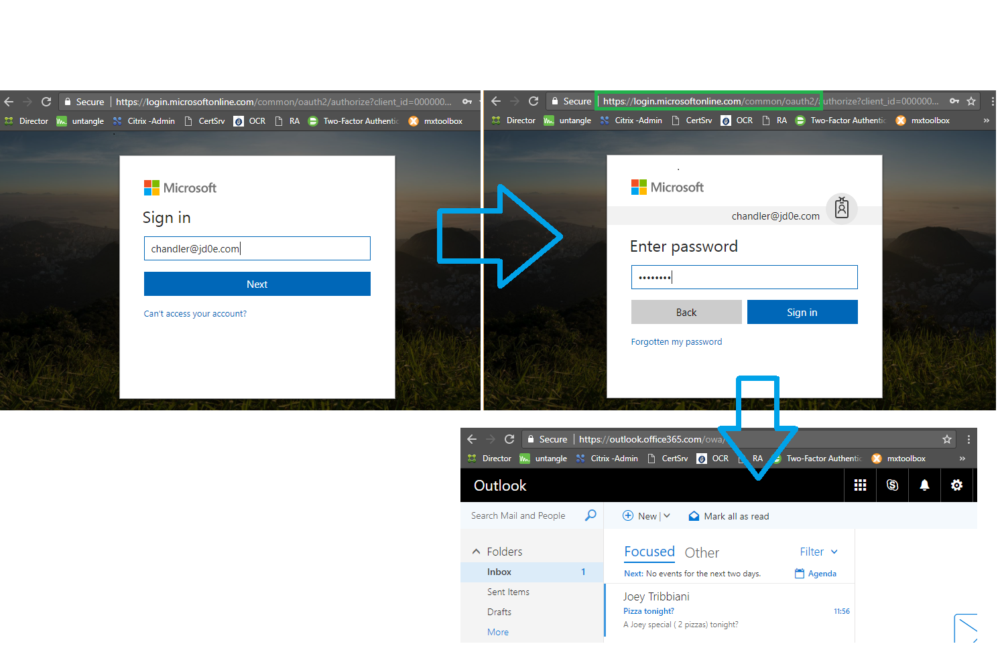 Secure | https://login.microsoftonline.com/common/oauth2/authorize?client_id=000000...
Director untangle Citrix -Admin CertSrv OCR RA Two-Factor Authentic mxtoolbox
Microsoft
Sign in
chandler@jd0e.com
Next
Can't access your account?
Secure | https://login.microsoftonline.com/common/oauth2/authorize?client_id=000000...
Director untangle Citrix -Admin CertSrv OCR RA Two-Factor Authentic mxtoolbox »
Microsoft
chandler@jd0e.com
Enter password
••••••••
Back Sign in
Forgotten my password
Secure | https://outlook.office365.com/owa/
Director untangle Citrix -Admin CertSrv OCR RA Two-Factor Authentic mxtoolbox »
Outlook
Search Mail and People New | Mark all as read
Folders
Inbox 1
Sent Items
Drafts
More
Focused Other Filter
Next: No events for the next two days. Agenda
Joey Tribbiani
Pizza tonight? 11:56
A Joey special ( 2 pizzas) tonight?